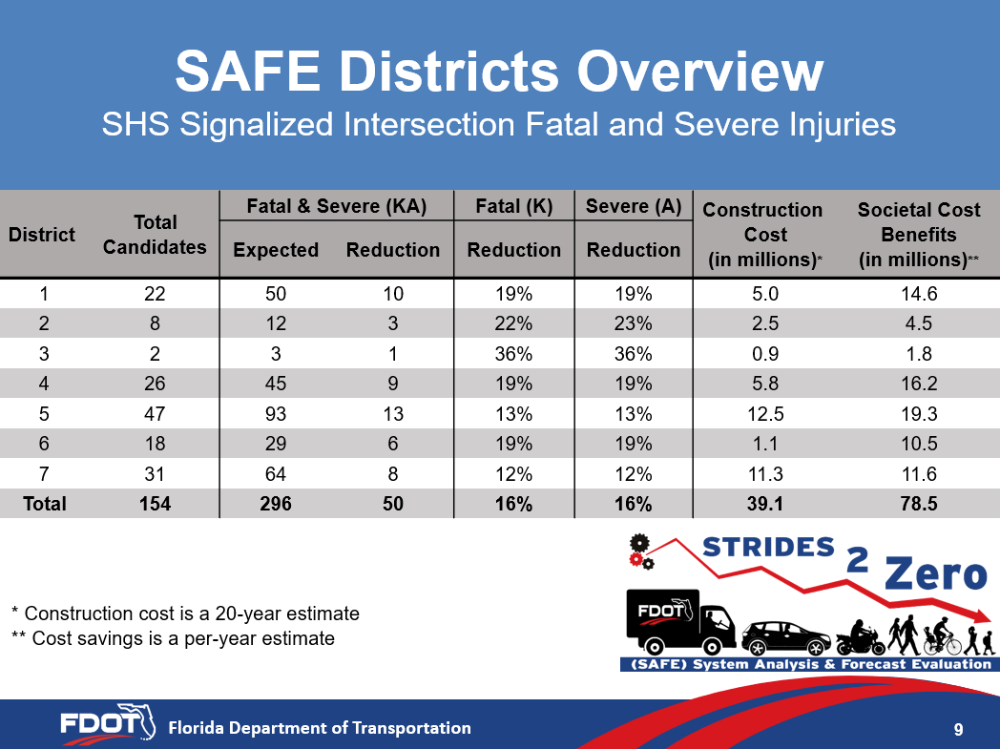 SAFE Districts Overview
SHS Signalized Intersection Fatal and Severe Injuries
District
Total
Candidates
Fatal & Severe (KA)
Fatal (K)
Severe (A)
Construction
Cost
(in millions)*
Societal Cost
Benefits
(in millions)**
Expected Reduction Reduction Reduction
1 22 50 10 19% 19% 5.0 14.6
2 8 12 3 22% 23% 2.5 4.5
3 2 3 1 36% 36% 0.9 1.8
4 26 45 9 19% 19% 5.8 16.2
5 47 93 13 13% 13% 12.5 19.3
6 18 29 6 19% 19% 1.1 10.5
7 31 64 8 12% 12% 11.3 11.6
Total 154 296 50 16% 16% 39.1 78.5
* Construction cost is a 20-year estimate
** Cost savings is a per-year estimate
STRIDES 2 Zero
FDOT
(SAFE) System Analysis & Forecast Evaluation
FDOT Florida Department of Transportation
9